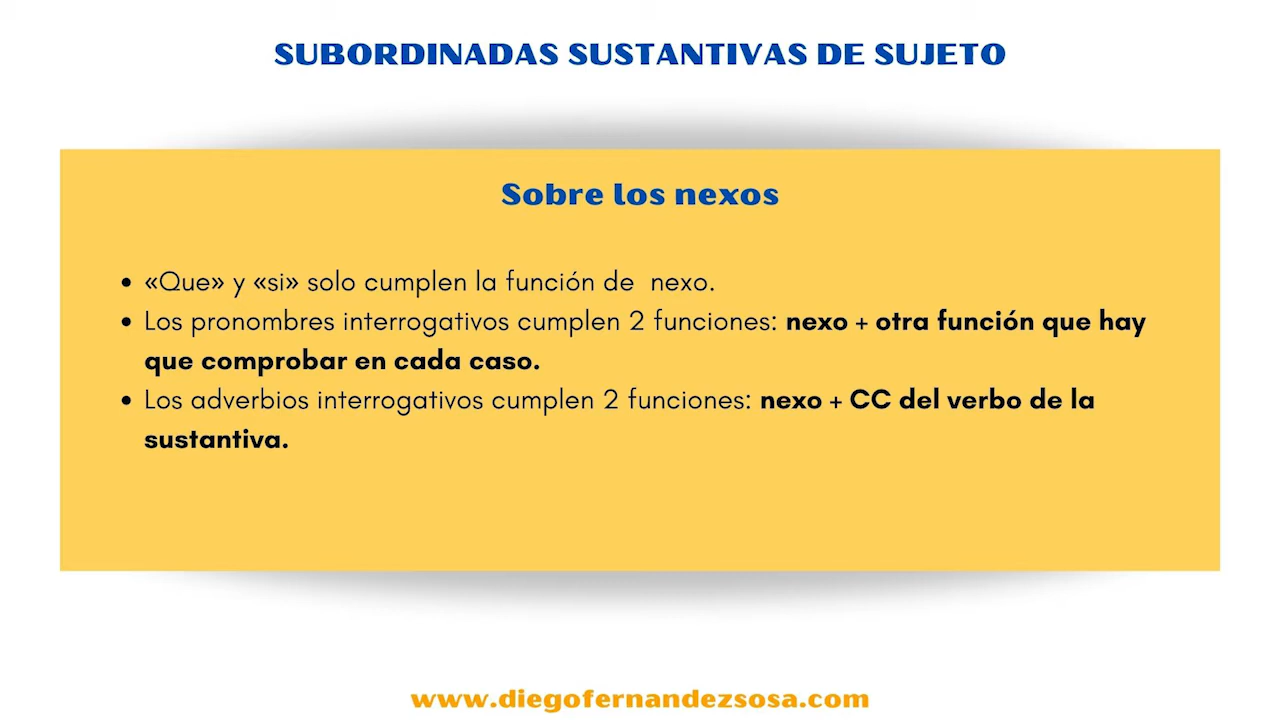 SUBORDINADAS SUSTANTIVAS DE SUJETO
Sobre los nexos
• «Que» y «si» solo cumplen la función de  nexo.
• Los pronombres interrogativos cumplen 2 funciones: nexo + otra función que hay
que comprobar en cada caso.
• Los adverbios interrogativos cumplen 2 funciones: nexo + CC del verbo de la
sustantiva.
www.diegofernandezsosa.com